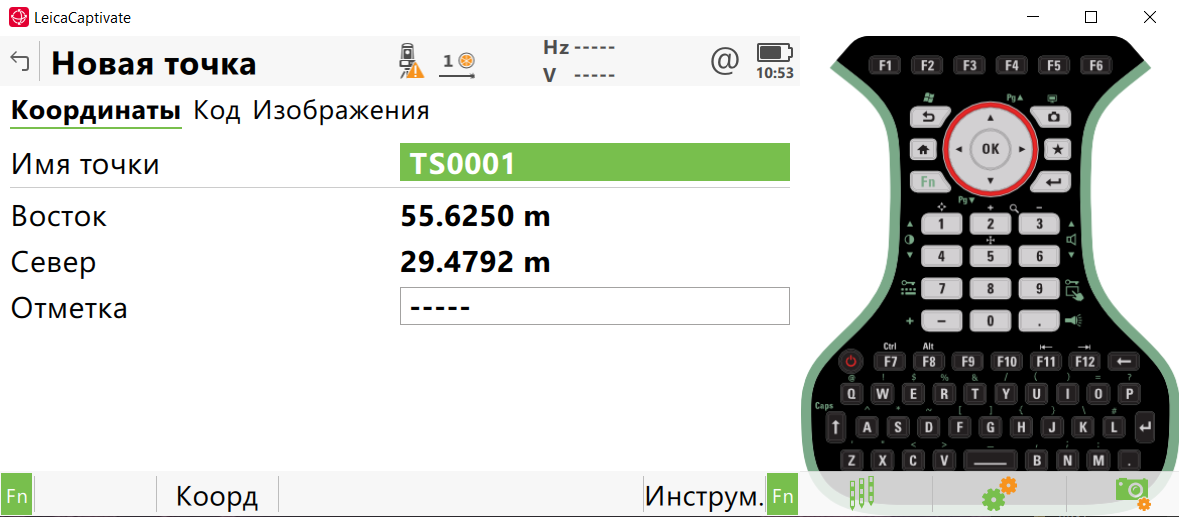 LeicaCaptivate
Новая точка
1
Hz -----
V -----
@
10:53
Координаты Код Изображения
Имя точки TS0001
Восток 55.6250 m
Север 29.4792 m
Отметка -----
Fn Коорд Инструм. Fn
F1 F2 F3 F4 F5 F6
Pg
OK
Fn
Pg
+ -
1 2 3
4 5 6
7 8 9
+ - 0 .
Ctrl Alt
F7 F8 F9 F10 F11 F12
@ ! $ % & / ( ) = ?
Q W E R T Y U I O P
Caps ^ * ~ [ ] { } \ #
A S D F G H J K L
' " < > _ , ; :
Z X C V B N M .